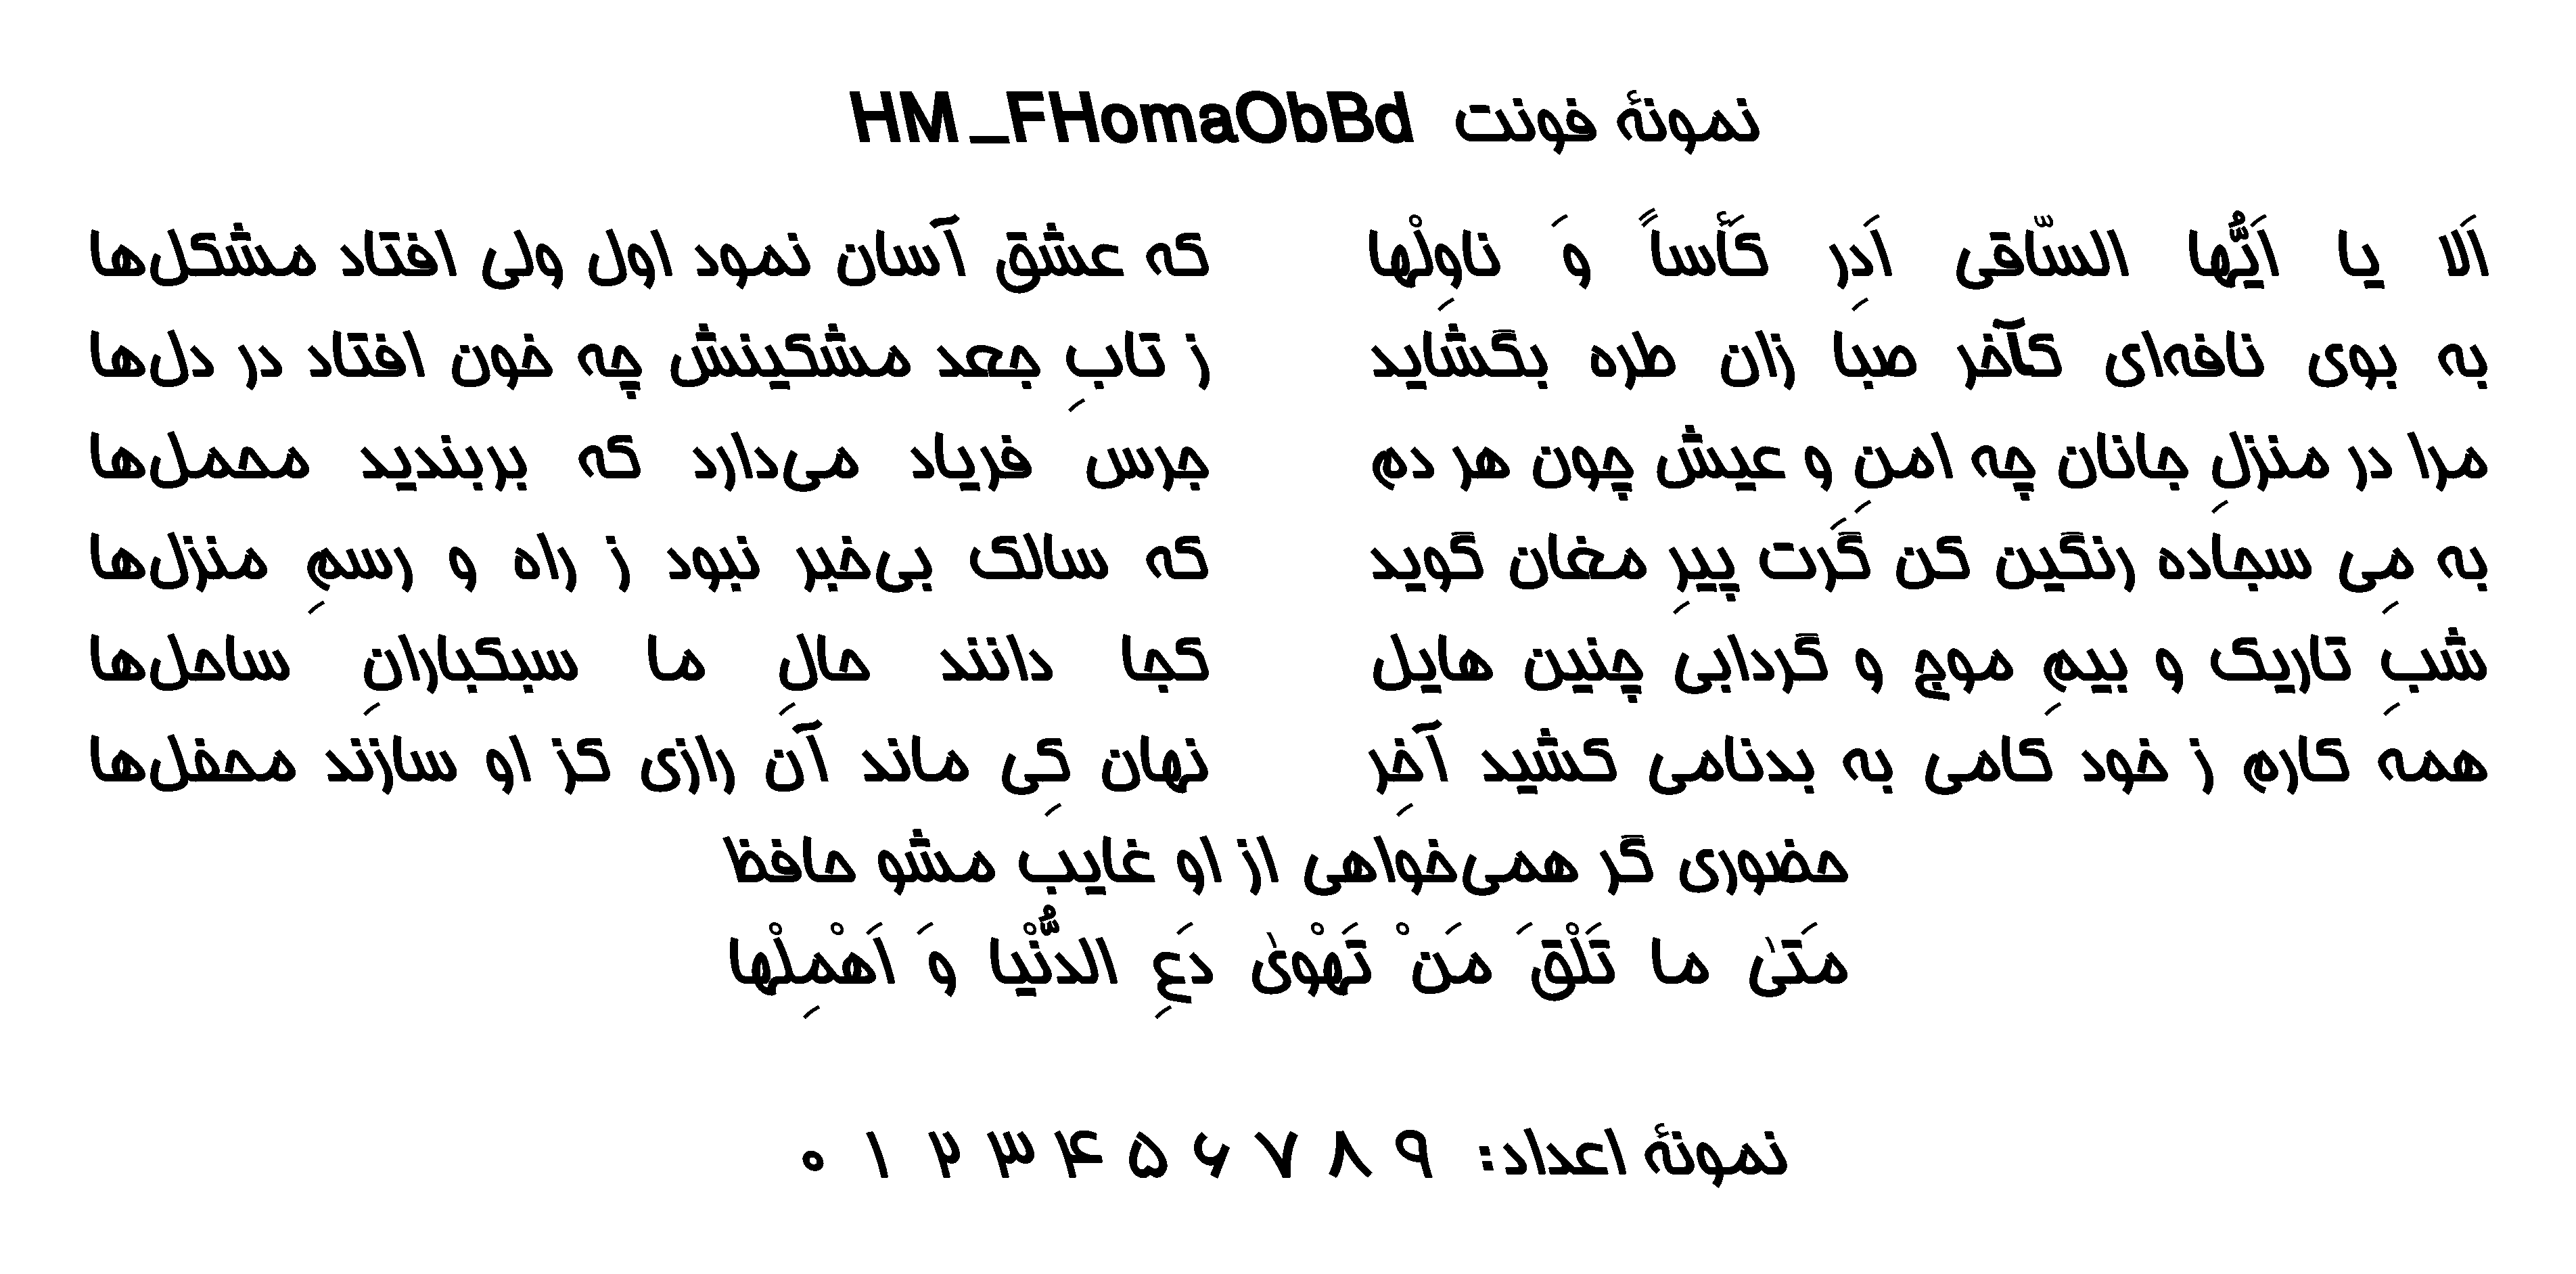 نمونهٔ فونت HM_FHomaObBd
اَلا یا اَیُّها السّاقی اَدِر کَأساً وَ ناوِلْها که عشق آسان نمود اول ولی افتاد مشکل‌ها
به بوی نافه‌ای کآخر صبا زان طره بگشاید ز تابِ جعد مشکینش چه خون افتاد در دل‌ها
مرا در منزلِ جانان چه امنِ و عیش چون هر دم جرس فریاد می‌دارد که بربندید محمل‌ها
به مِی سجاده رنگین کن گَرت پیرِ مغان گوید که سالک بی‌خبر نبود ز راه و رسمِ منزل‌ها
شبِ تاریک و بیمِ موج و گردابی چنین هایل کجا دانند حالِ ما سبکبارانِ ساحل‌ها
همه کارم ز خود کامی به بدنامی کشید آخِر نهان کِی ماند آن رازی کز او سازند محفل‌ها
حضوری گر همی‌خواهی از او غایب مشو حافظ
مَتیٰ ما تَلْقَ مَنْ تَهْویٰ دَعِ الدُّنْیا وَ اَهْمِلْها
نمونهٔ اعداد: ۹ ۸ ۷ ۶ ۵ ۴ ۳ ۲ ۱ ۰